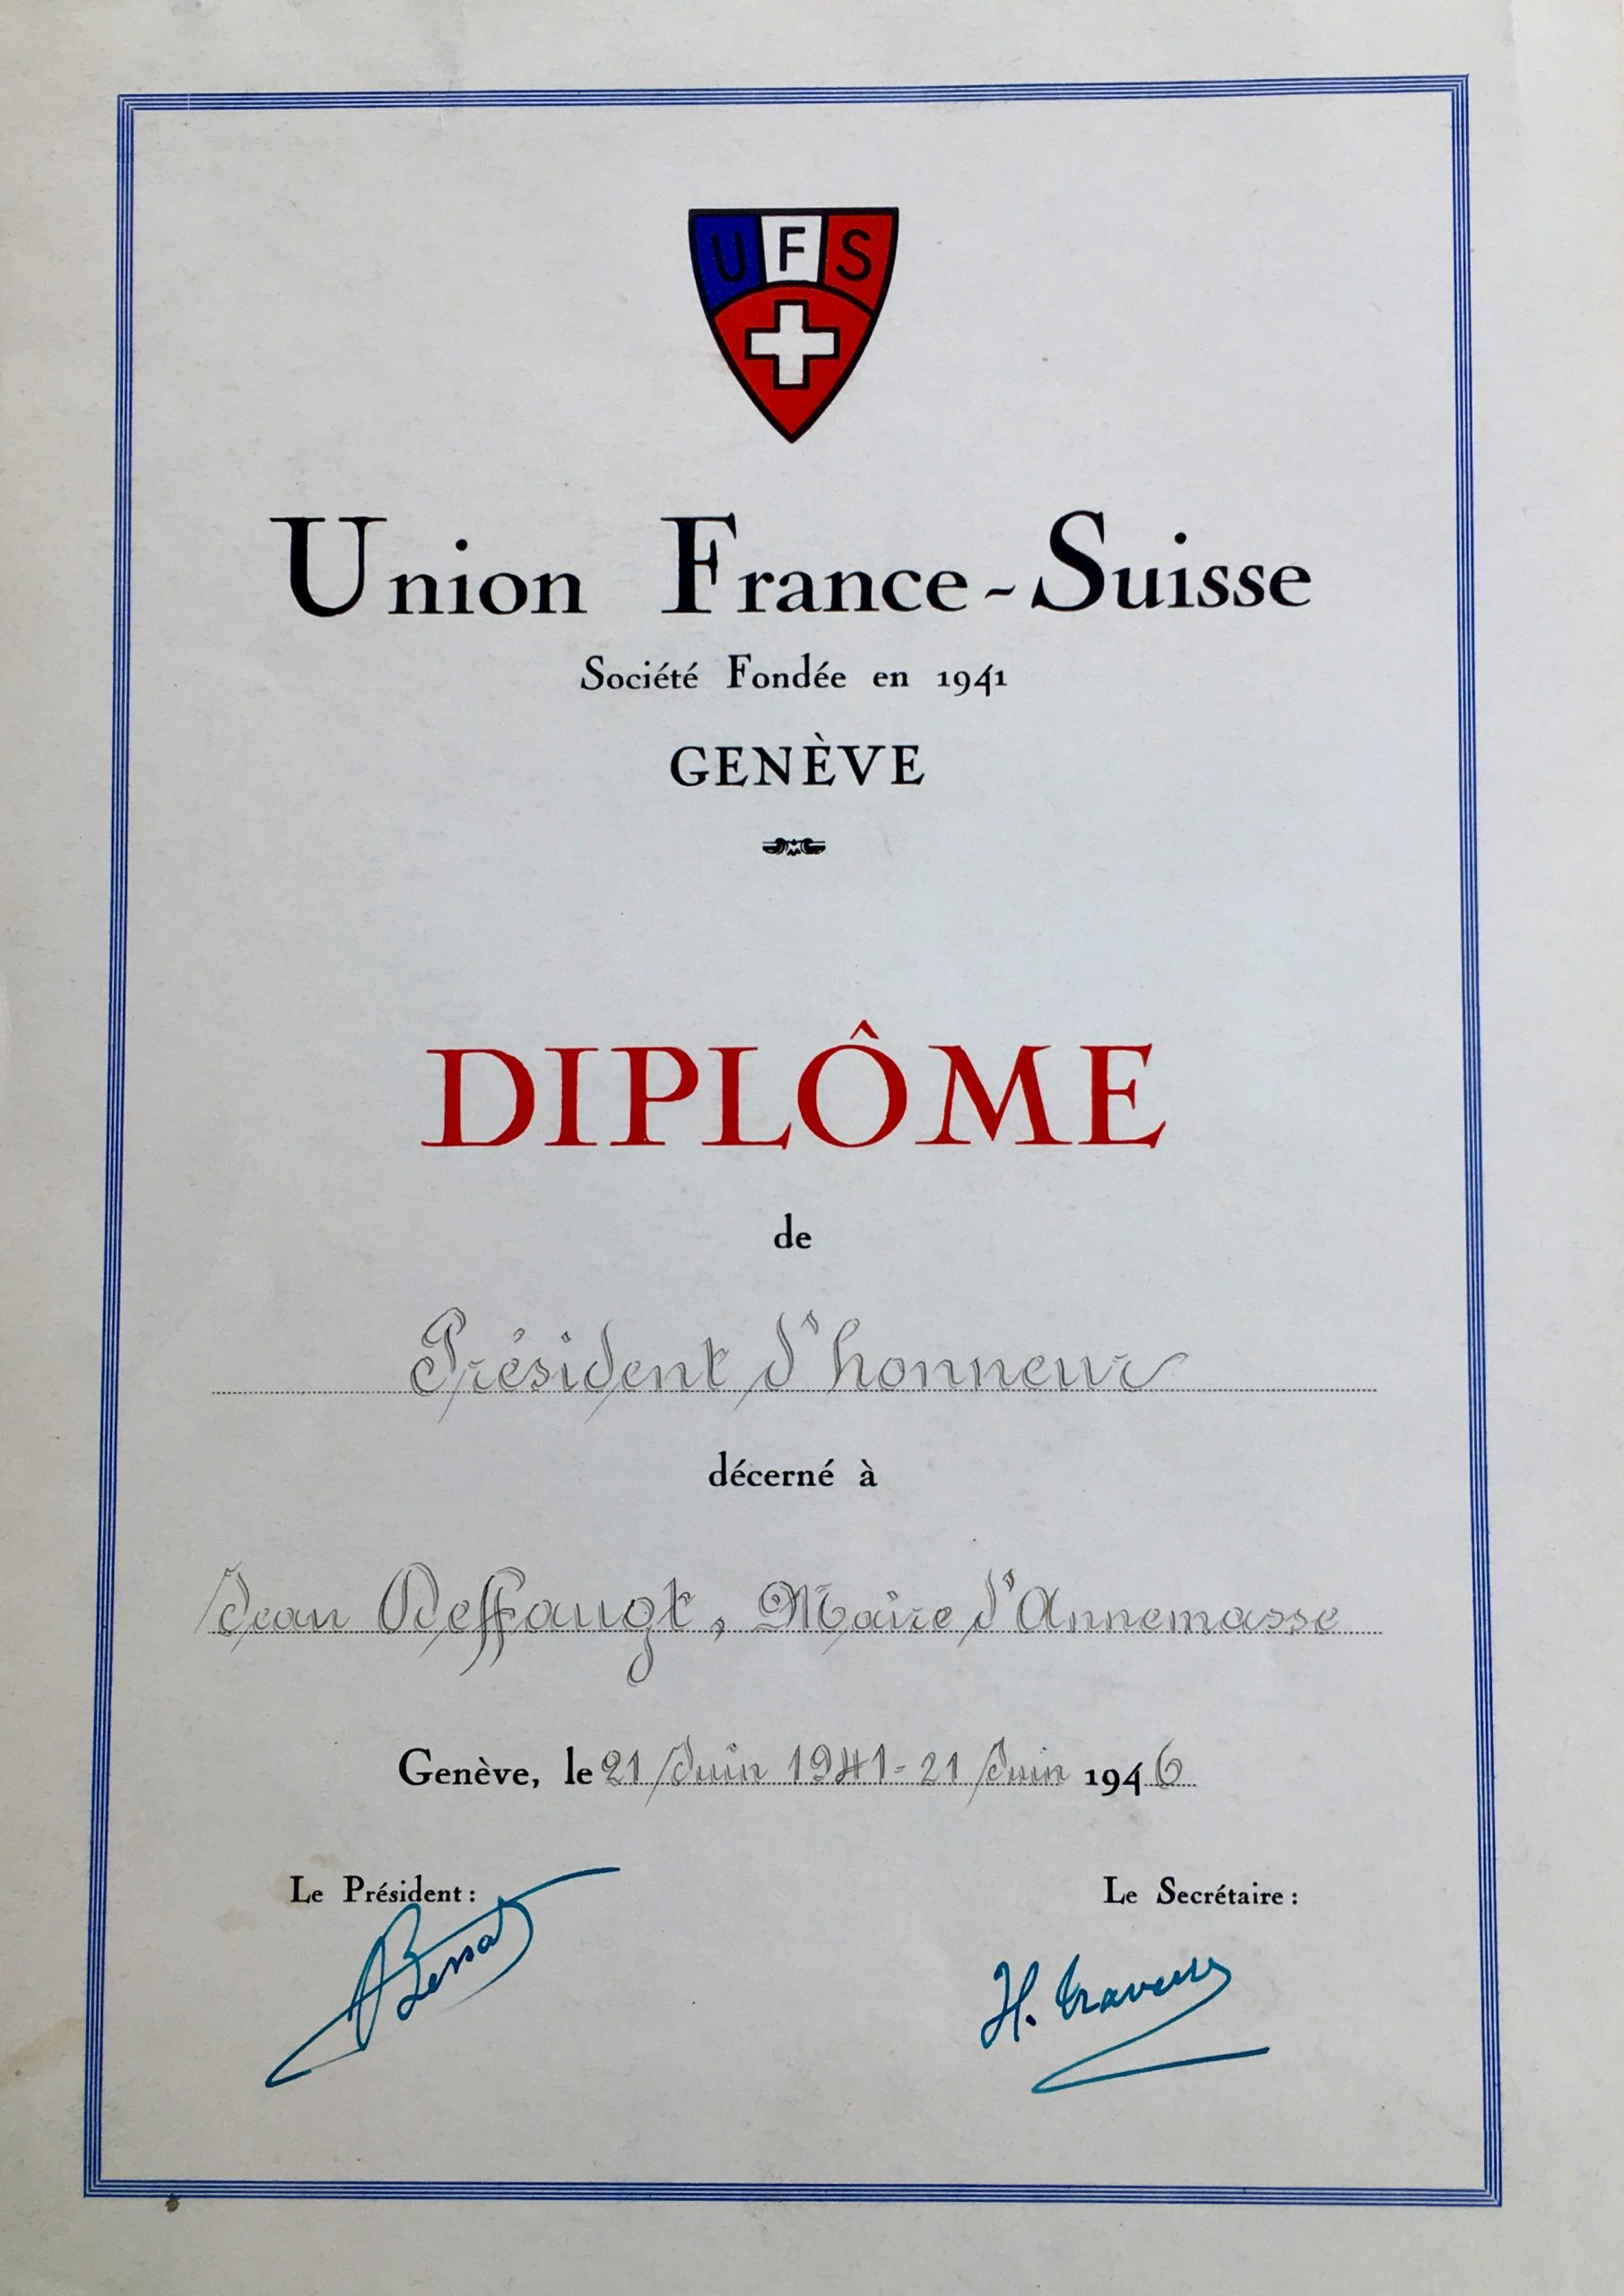 UFS
Union France-Suisse
Société Fondée en 1941
GENÈVE
DIPLÔME
de
Président d'honneur
décerné à
Jean Deffaugt, Maire d'Annemasse
Genève, le 21 Juin 1941 - 21 Juin 1946
Le Président : Le Secrétaire :
H.